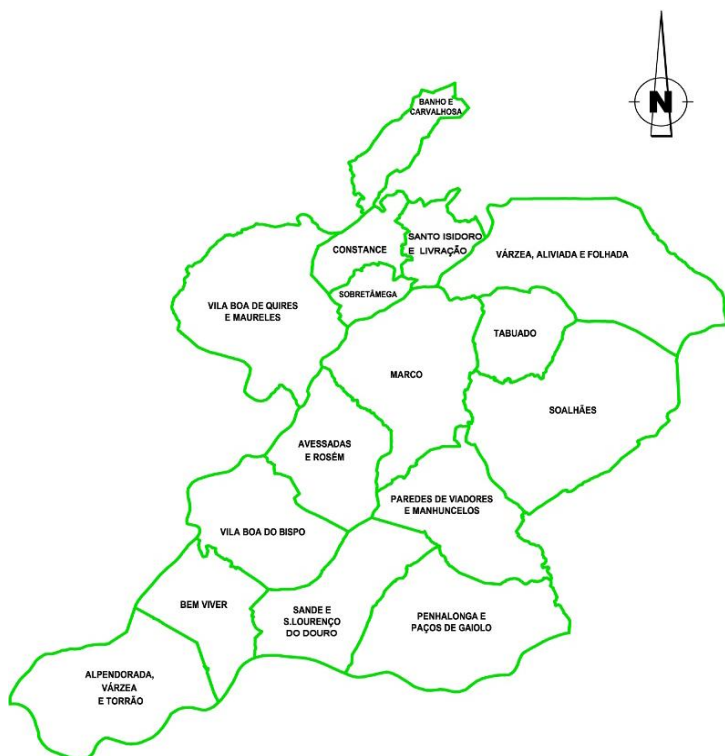 N
BANHO E
CARVALHOSA
SANTO ISIDORO
E LIVRAÇÃO
CONSTANCE
VÁRZEA, ALIVIADA E FOLHADA
SOBRETÂMEGA
VILA BOA DE QUIRES
E MAURELES
TABUADO
MARCO
SOALHÃES
AVESSADAS
E ROSÉM
PAREDES DE VIADORES
E MANHUNCELOS
VILA BOA DO BISPO
BEM VIVER
SANDE E
S.LOURENÇO
DO DOURO
PENHALONGA E
PAÇOS DE GAIOLO
ALPENDORADA,
VÁRZEA
E TORRÃO